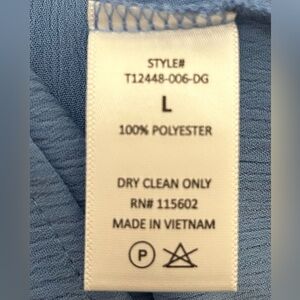 STYLE#
T12448-006-DG
L
100% POLYESTER
DRY CLEAN ONLY
RN# 115602
MADE IN VIETNAM
P